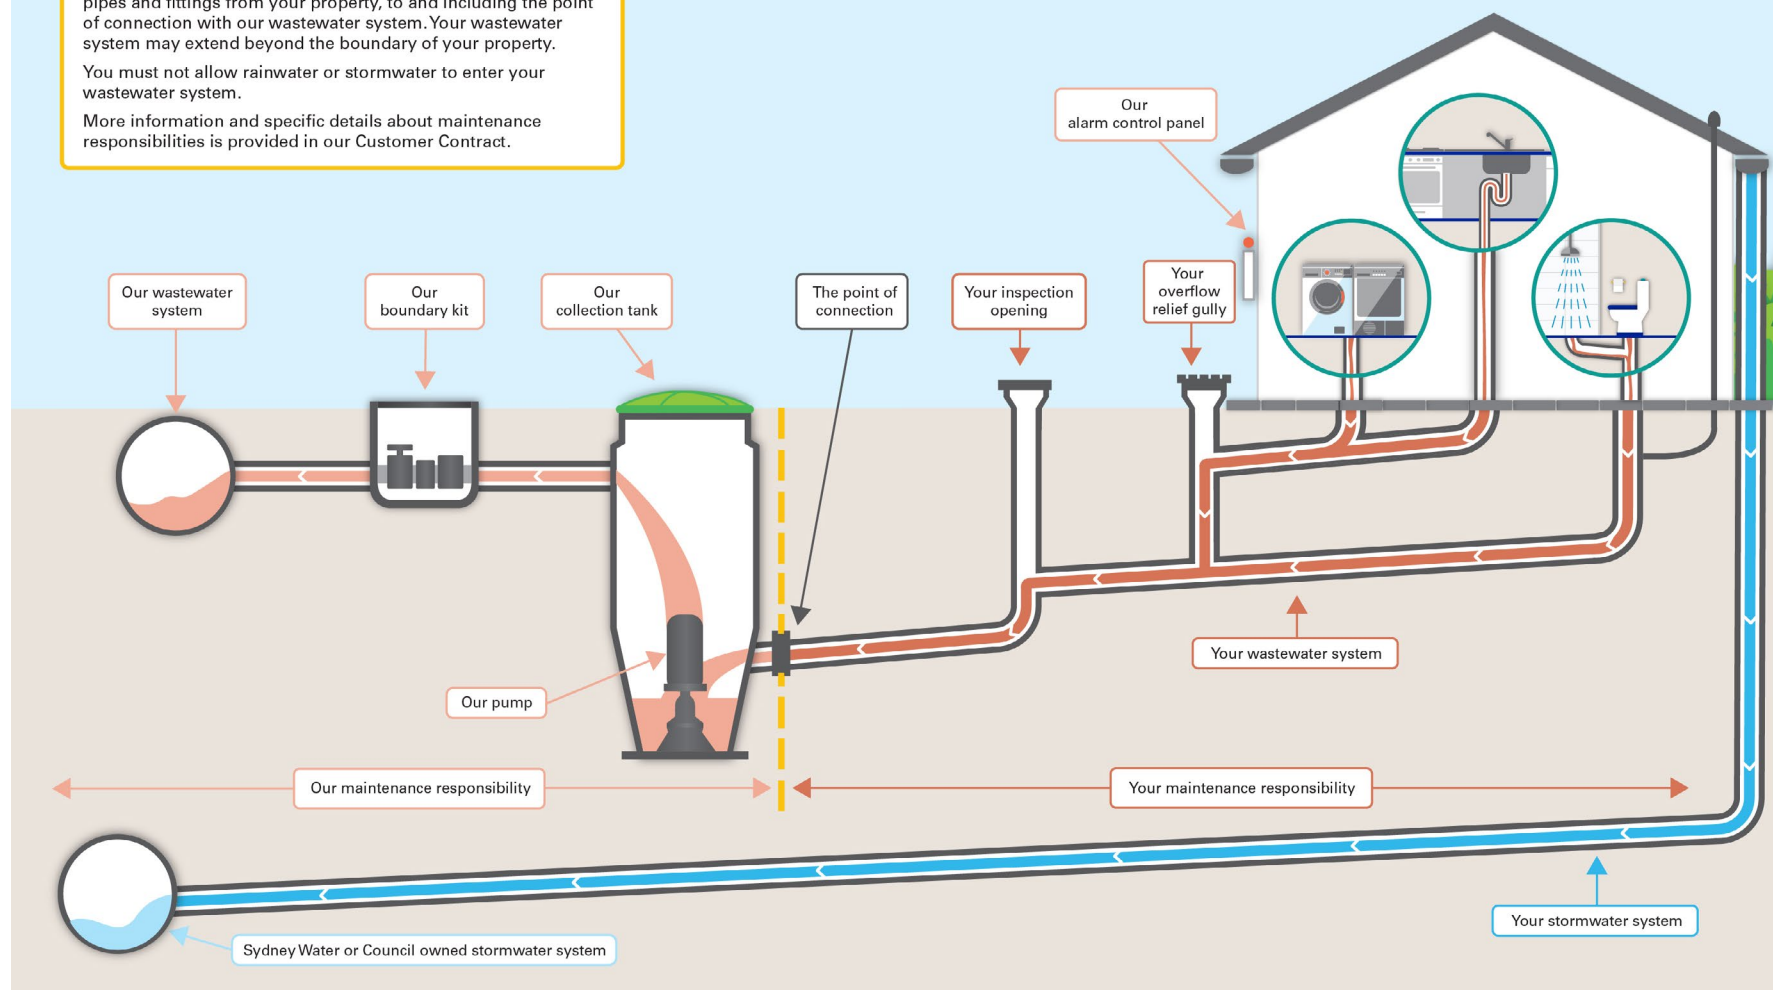 pipes and fittings from your property, to and including the point
of connection with our wastewater system. Your wastewater
system may extend beyond the boundary of your property.
You must not allow rainwater or stormwater to enter your
wastewater system.
More information and specific details about maintenance
responsibilities is provided in our Customer Contract.
Our
alarm control panel
Our wastewater
system
Our
boundary kit
Our
collection tank
The point of
connection
Your inspection
opening
Your
overflow
relief gully
Your wastewater system
Our pump
Our maintenance responsibility
Your maintenance responsibility
Your stormwater system
Sydney Water or Council owned stormwater system